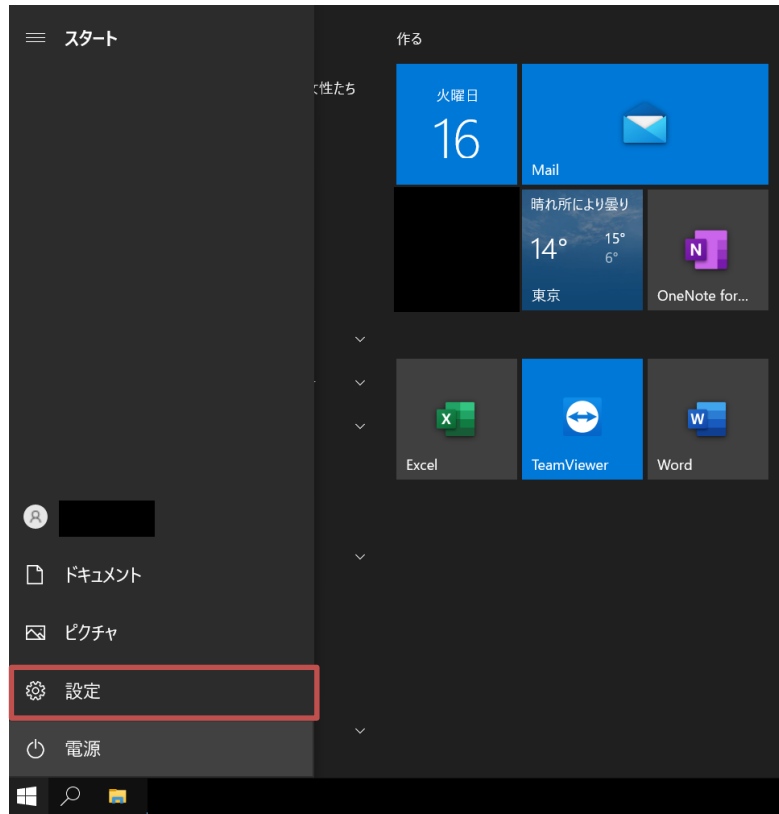 スタート
作る
性たち
火曜日
16
Mail
晴れ所により曇り
14°
15°
6°
東京
OneNote for...
Excel
TeamViewer
Word
ドキュメント
ピクチャ
設定
電源